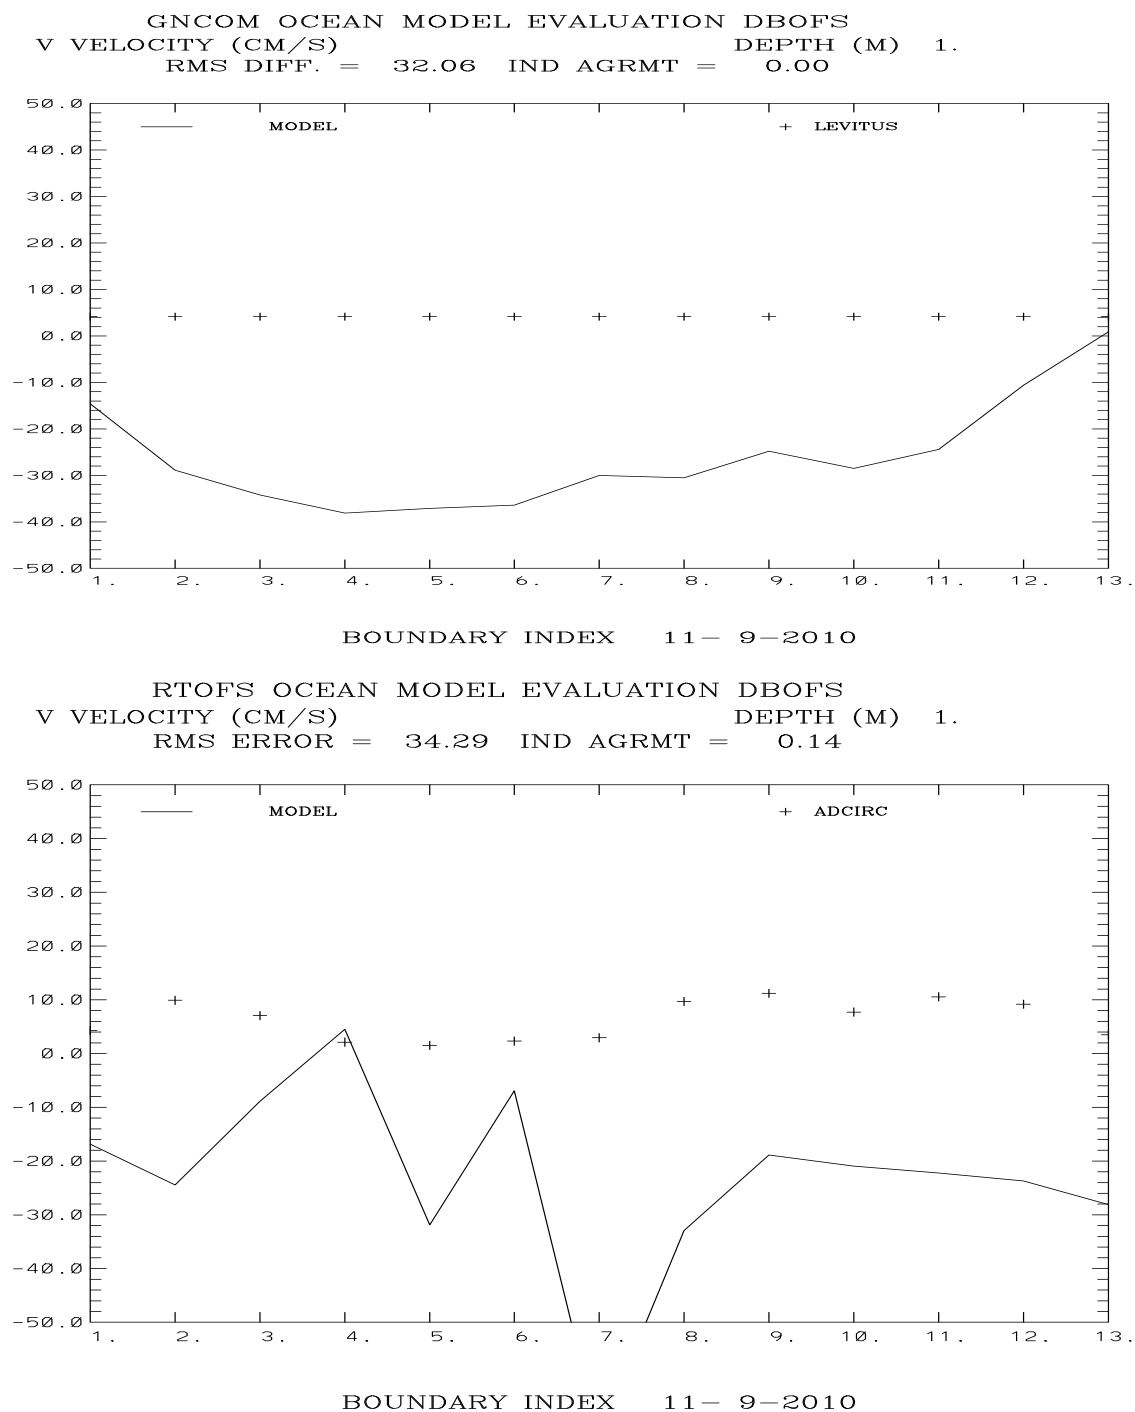 GNCOM OCEAN MODEL EVALUATION DBOFS
V VELOCITY (CM/S) DEPTH (M) 1.
RMS DIFF. = 32.06 IND AGRMT = 0.00
50.0
MODEL + LEVITUS
40.0
30.0
20.0
10.0
0.0
-10.0
-20.0
-30.0
-40.0
-50.0
1. 2. 3. 4. 5. 6. 7. 8. 9. 10. 11. 12. 13.
BOUNDARY INDEX 11- 9-2010
RTOFS OCEAN MODEL EVALUATION DBOFS
V VELOCITY (CM/S) DEPTH (M) 1.
RMS ERROR = 34.29 IND AGRMT = 0.14
50.0
MODEL + ADCIRC
40.0
30.0
20.0
10.0
0.0
-10.0
-20.0
-30.0
-40.0
-50.0
1. 2. 3. 4. 5. 6. 7. 8. 9. 10. 11. 12. 13.
BOUNDARY INDEX 11- 9-2010